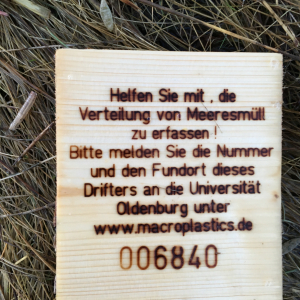 Helfen Sie mit , die
Verteilung von Meeresmüll
zu erfassen !
Bitte melden Sie die Nummer
und den Fundort dieses
Drifters an die Universität
Oldenburg unter
www.macroplastics.de
006840